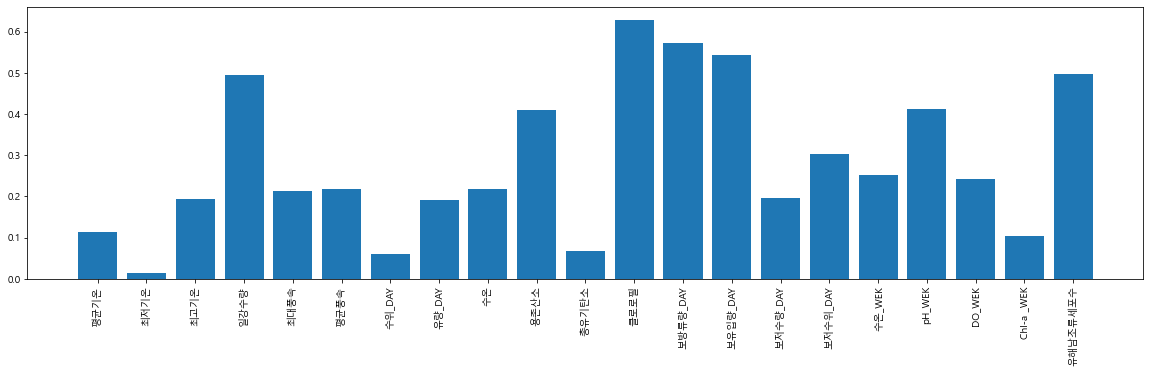 0.6
0.5
0.4
0.3
0.2
0.1
0.0
평균기온
최저기온
최고기온
일강수량
최대풍속
평균풍속
수위_DAY
유량_DAY
수온
용존산소
총유기탄소
클로로필
보방류량_DAY
보유입량_DAY
보저수량_DAY
보저수위_DAY
수온_WEK
pH_WEK
DO_WEK
Chl-a _WEK
유해남조류세포수